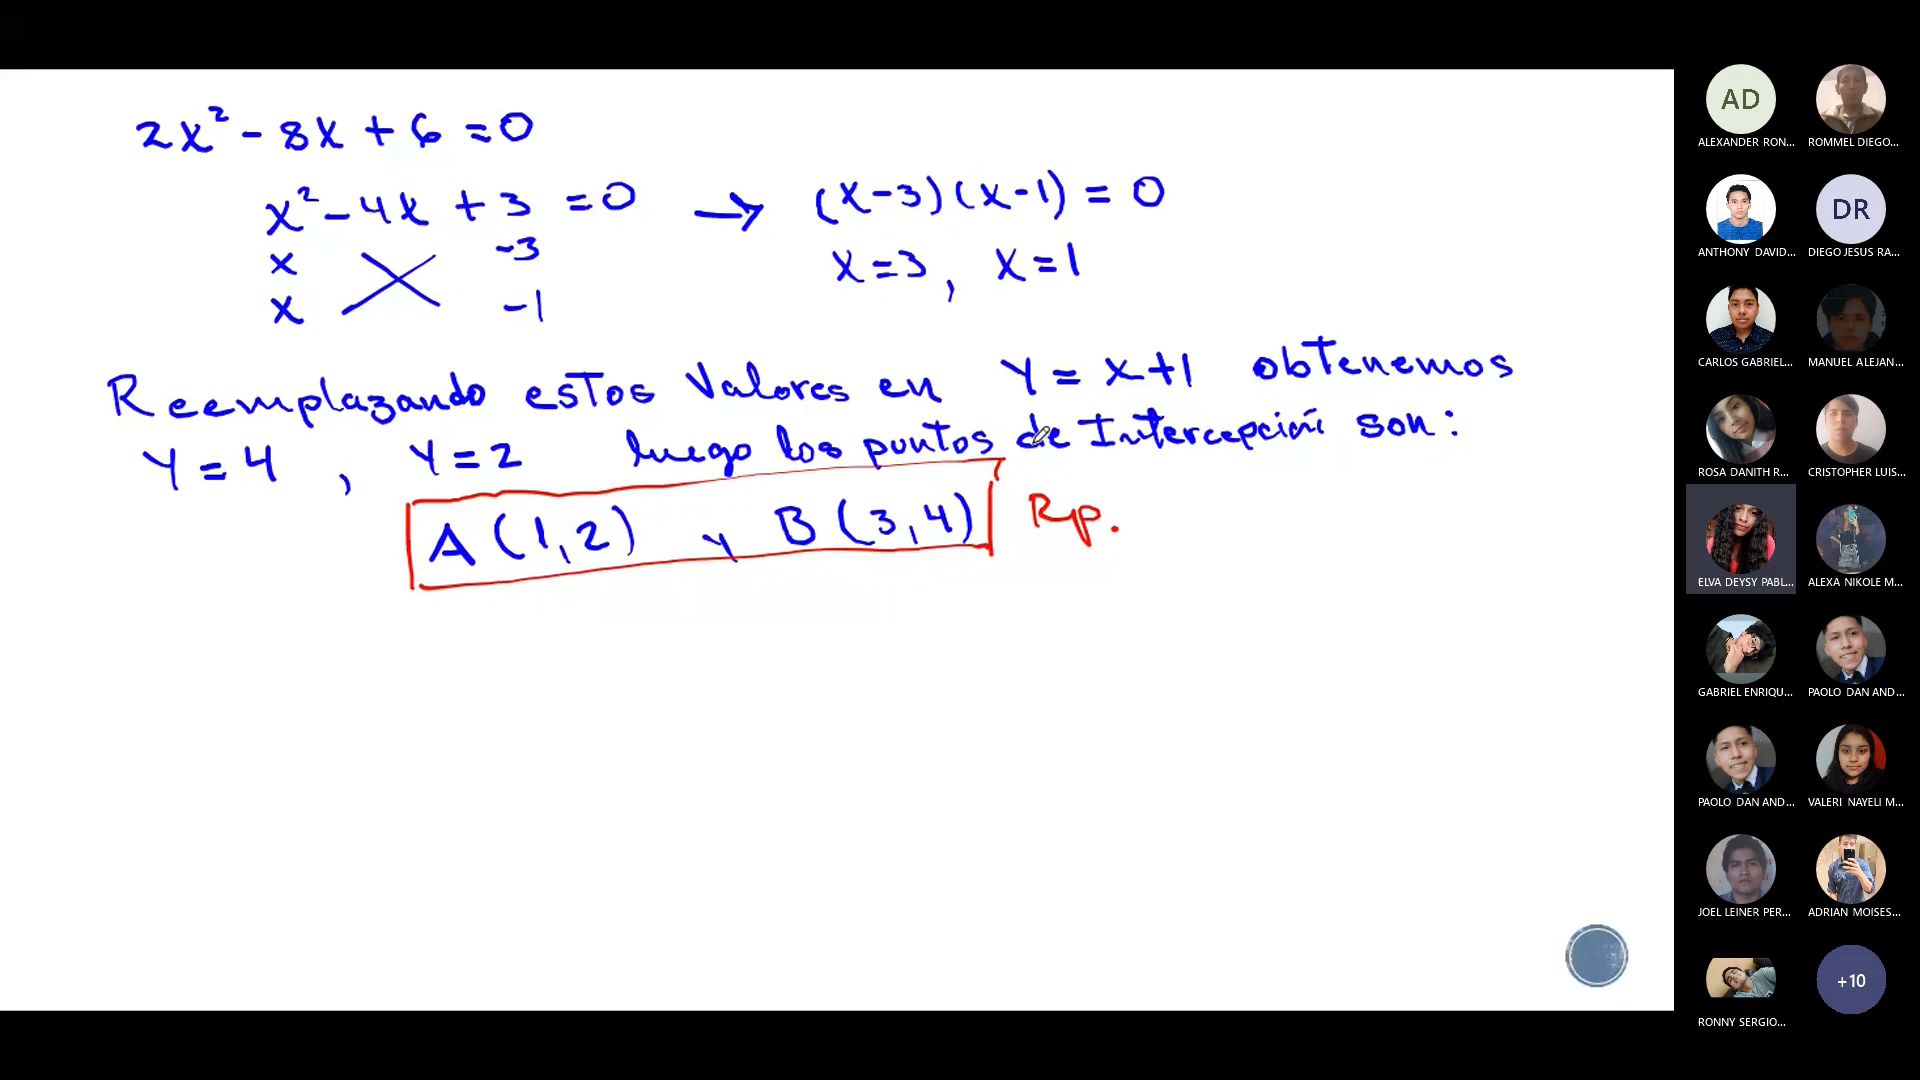 2x² - 8x + 6 = 0
x² - 4x + 3 = 0 → (x-3)(x-1) = 0
x -3
x -1
x = 3, x = 1
Reemplazando estos Valores en Y = x+1 obtenemos
Y = 4, Y = 2 luego los puntos de Intercepción son:
A (1,2) y B (3,4) Rp.
AD
ALEXANDER RON...
ROMMEL DIEGO...
ANTHONY DAVID...
DR
DIEGO JESUS RA...
CARLOS GABRIEL...
MANUEL ALEJAN...
ROSA DANITH R...
CRISTOPHER LUIS...
ELVA DEYSY PABL...
ALEXA NIKOLE M...
GABRIEL ENRIQU...
PAOLO DAN AND...
PAOLO DAN AND...
VALERI NAYELI M...
JOEL LEINER PER...
ADRIAN MOISES...
RONNY SERGIO...
+10